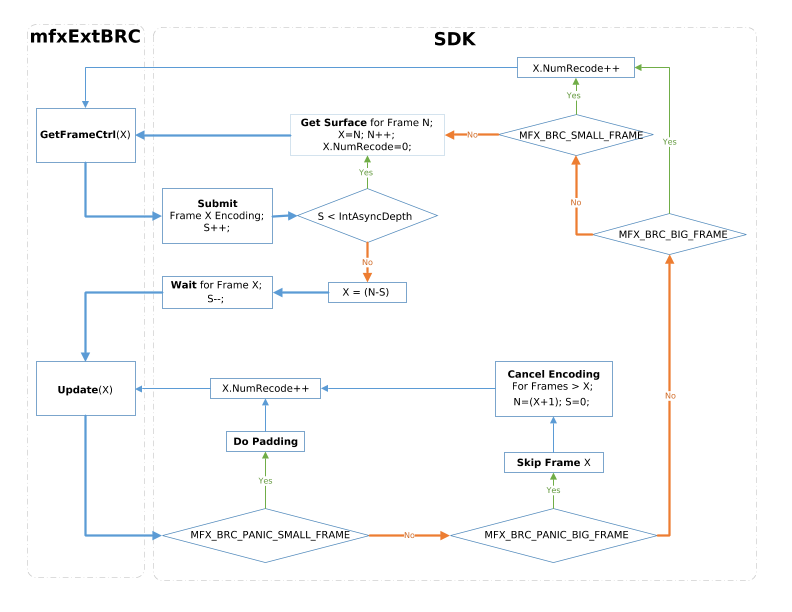 mfxExtBRC
SDK
X.NumRecode++
Yes
GetFrameCtrl(X)
Get Surface for Frame N;
X=N; N++;
X.NumRecode=0;
No
MFX_BRC_SMALL_FRAME
Yes
Yes
Submit
Frame X Encoding;
S++;
S < IntAsyncDepth
No
MFX_BRC_BIG_FRAME
No
Wait for Frame X;
S--;
X = (N-S)
Update(X)
X.NumRecode++
Cancel Encoding
For Frames > X;
N=(X+1); S=0;
No
Do Padding
Skip Frame X
Yes
Yes
MFX_BRC_PANIC_SMALL_FRAME
No
MFX_BRC_PANIC_BIG_FRAME